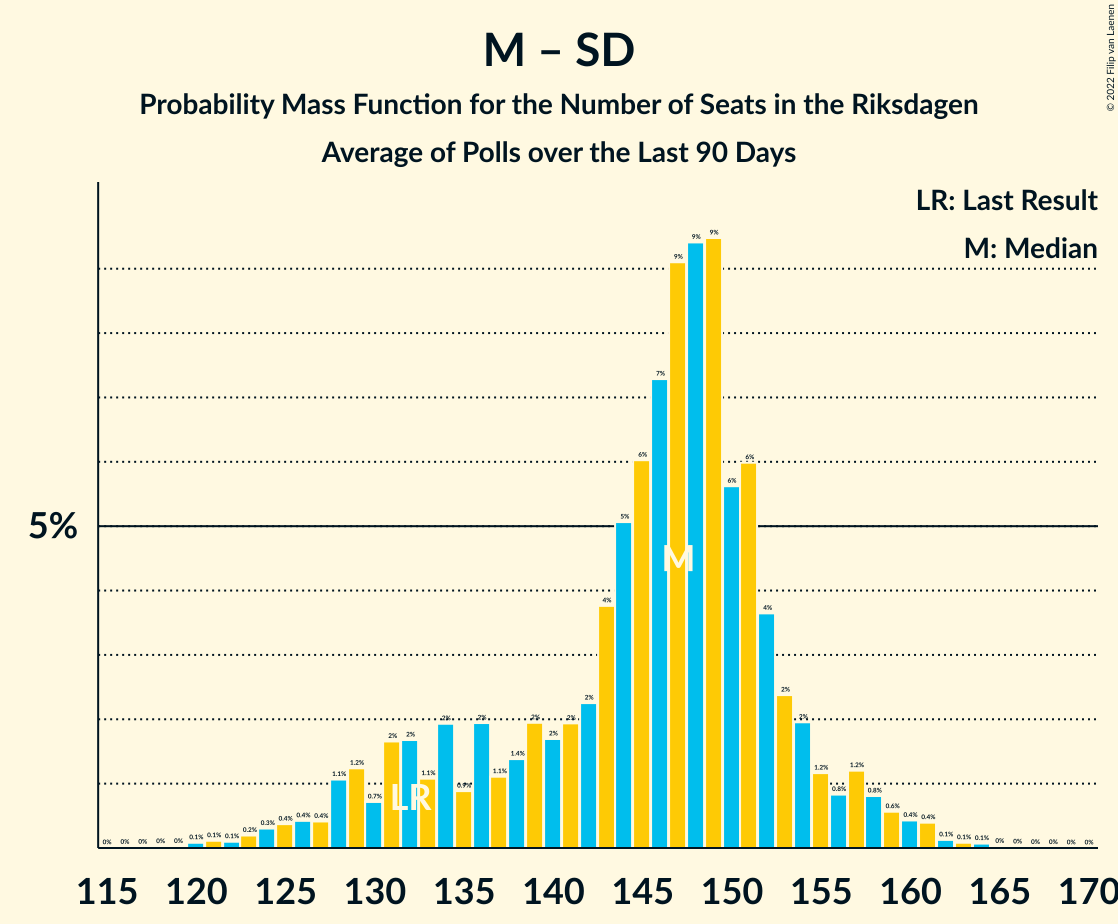 M – SD
Probability Mass Function for the Number of Seats in the Riksdagen
Average of Polls over the Last 90 Days
© 2022 Filip van Laenen
LR: Last Result
M: Median
5%
0% 0% 0% 0% 0% 0.1% 0.1% 0.1% 0.2% 0.3% 0.4% 0.4% 0.4% 1.1% 1.2% 0.7% 2% 2% 1.1% 2% 0.9% 2% 1.1% 1.4% 2% 2% 2% 2% 4% 5% 6% 7% 9% 9% 9% 6% 6% 4% 2% 2% 1.2% 0.8% 1.2% 0.8% 0.6% 0.4% 0.4% 0.1% 0.1% 0.1% 0% 0% 0% 0% 0% 0%
M
LR
115 120 125 130 135 140 145 150 155 160 165 170